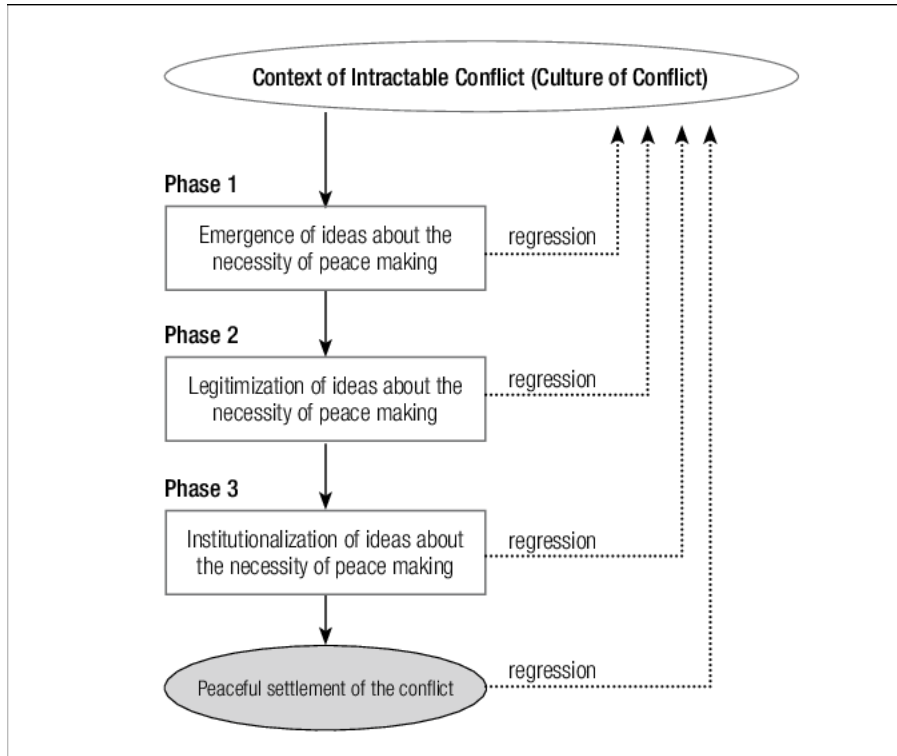 Context of Intractable Conflict (Culture of Conflict)
Phase 1
Emergence of ideas about the
necessity of peace making
regression
Phase 2
Legitimization of ideas about the
necessity of peace making
regression
Phase 3
Institutionalization of ideas about
the necessity of peace making
regression
Peaceful settlement of the conflict
regression